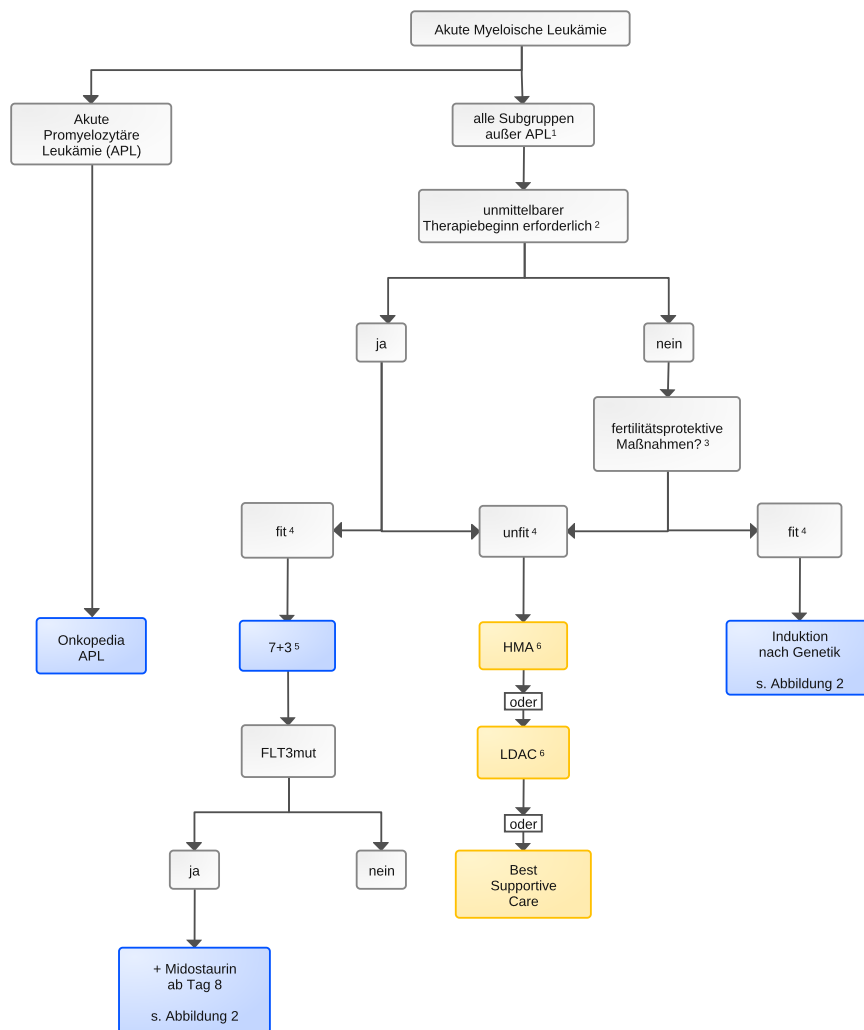 Akute Myeloische Leukämie
Akute
Promyelozytäre
Leukämie (APL)
alle Subgruppen
außer APL¹
unmittelbarer
Therapiebeginn erforderlich ²
ja
nein
fertilitätsprotektive
Maßnahmen? ³
fit ⁴
unfit ⁴
fit ⁴
Onkopedia
APL
7+3 ⁵
HMA ⁶
Induktion
nach Genetik
s. Abbildung 2
oder
FLT3mut
LDAC ⁶
oder
ja
nein
Best
Supportive
Care
+ Midostaurin
ab Tag 8
s. Abbildung 2